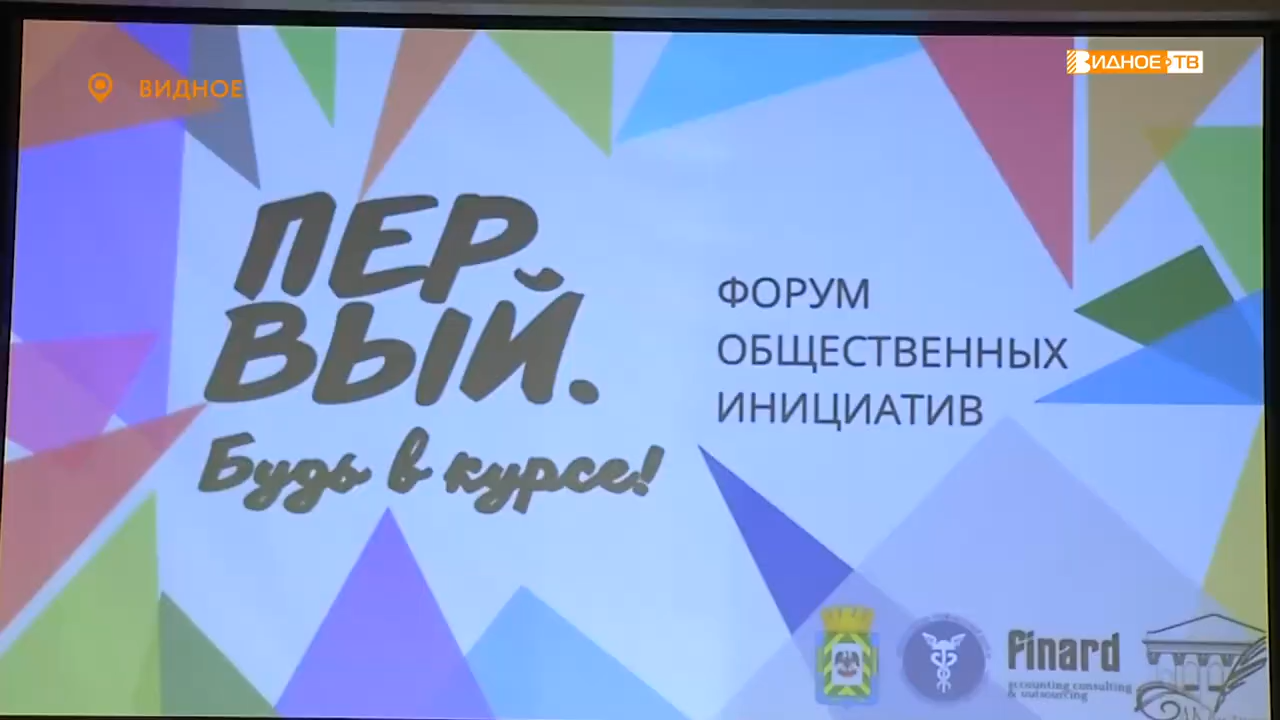 ВИДНОЕ
ВИДНОЕ ТВ
ПЕР
ВЫЙ.
Будь в курсе!
ФОРУМ
ОБЩЕСТВЕННЫХ
ИНИЦИАТИВ
finard
accounting consulting
& outsourcing